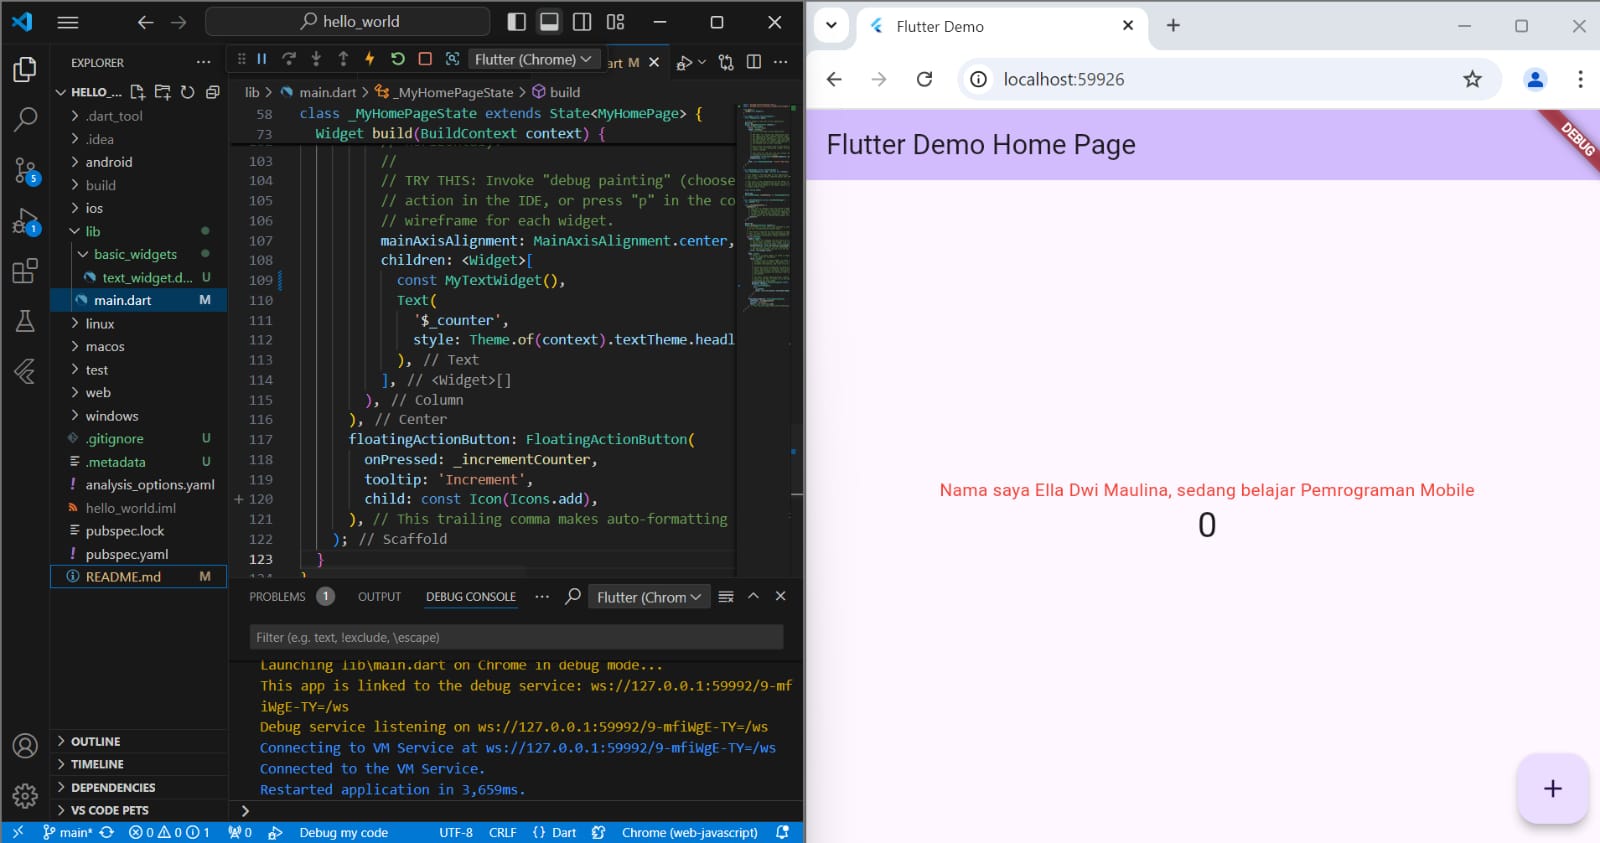 hello_world
EXPLORER
HELLO_...
.dart_tool
.idea
android
build
ios
lib
basic_widgets
text_widget.d... U
main.dart M
linux
macos
test
web
windows
.gitignore U
.metadata U
analysis_options.yaml
hello_world.iml
pubspec.lock
pubspec.yaml
README.md M
OUTLINE
TIMELINE
DEPENDENCIES
VS CODE PETS
5
1
Flutter (Chrome)
art M
lib > main.dart > _MyHomePageState > build
58 class _MyHomePageState extends State<MyHomePage> {
73 Widget build(BuildContext context) {
103 //
104 // TRY THIS: Invoke "debug painting" (choose
105 // action in the IDE, or press "p" in the co
106 // wireframe for each widget.
107 mainAxisAlignment: MainAxisAlignment.center,
108 children: <Widget>[
109 const MyTextWidget(),
110 Text(
111 '$_counter',
112 style: Theme.of(context).textTheme.headl
113 ), // Text
114 ], // <Widget>[]
115 ), // Column
116 ), // Center
117 floatingActionButton: FloatingActionButton(
118 onPressed: _incrementCounter,
119 tooltip: 'Increment',
120 child: const Icon(Icons.add),
121 ), // This trailing comma makes auto-formatting
122 ); // Scaffold
123 }
PROBLEMS 1 OUTPUT DEBUG CONSOLE Flutter (Chrom
Filter (e.g. text, !exclude, \escape)
Launching lib\main.dart on Chrome in debug mode...
This app is linked to the debug service: ws://127.0.0.1:59992/9-mf
iWgE-TY=/ws
Debug service listening on ws://127.0.0.1:59992/9-mfiWgE-TY=/ws
Connecting to VM Service at ws://127.0.0.1:59992/9-mfiWgE-TY=/ws
Connected to the VM Service.
Restarted application in 3,659ms.
>
main* 0 0 1 0 Debug my code UTF-8 CRLF {} Dart Chrome (web-javascript)
Flutter Demo
localhost:59926
Flutter Demo Home Page
DEBUG
Nama saya Ella Dwi Maulina, sedang belajar Pemrograman Mobile
0
+